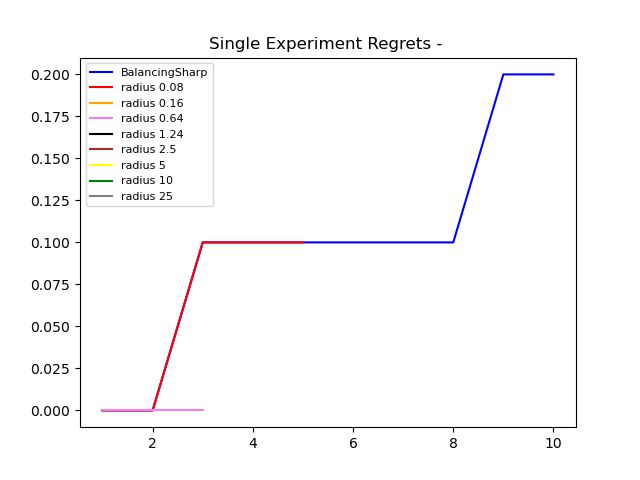 Single Experiment Regrets -
0.200
0.175
0.150
0.125
0.100
0.075
0.050
0.025
0.000
BalancingSharp
radius 0.08
radius 0.16
radius 0.64
radius 1.24
radius 2.5
radius 5
radius 10
radius 25
2 4 6 8 10